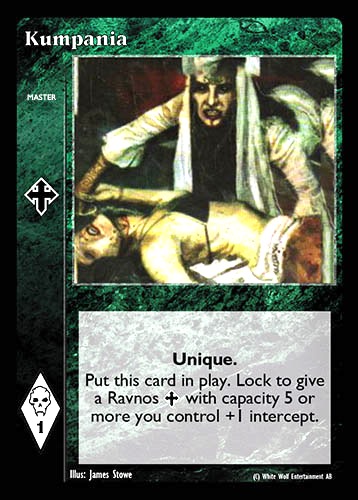 Kumpania
MASTER
Unique.
Put this card in play. Lock to give
a Ravnos with capacity 5 or
more you control +1 intercept.
1
Illus: James Stowe
(C) White Wolf Entertainment AB